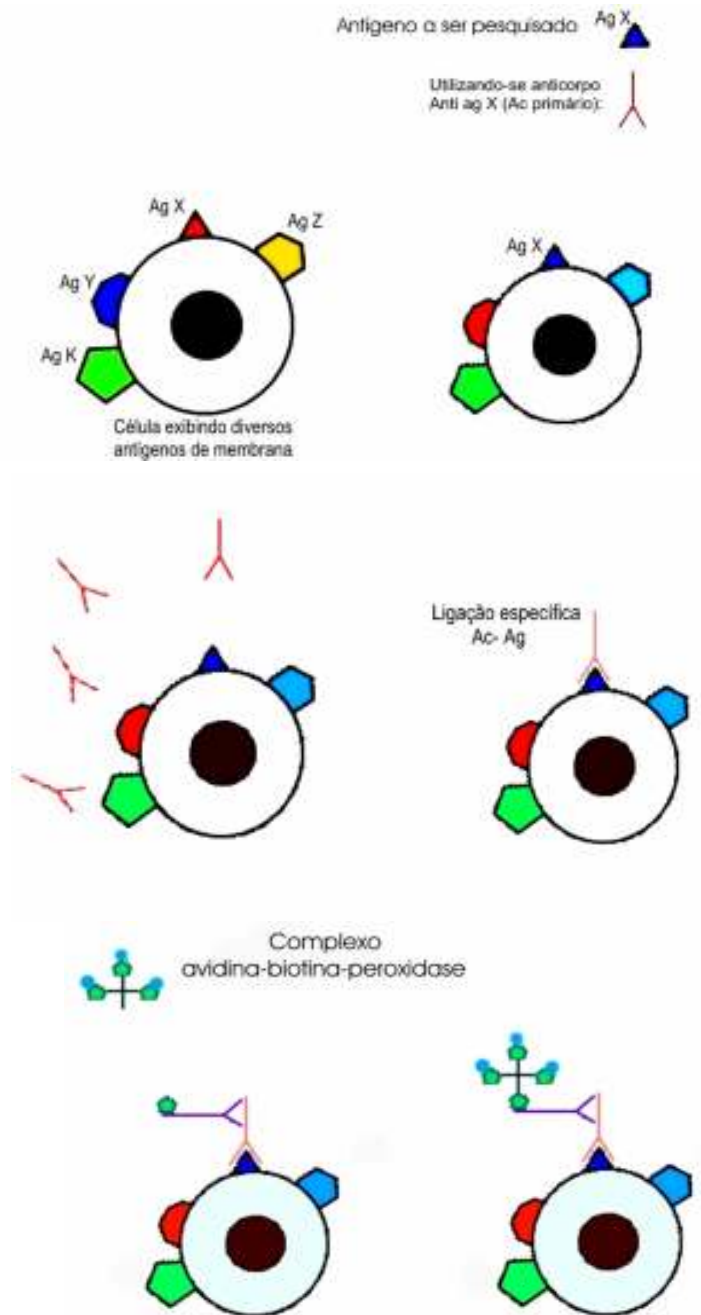 Antígeno a ser pesquisado
Ag X
Utilizando-se anticorpo
Anti ag X (Ac primário):
Ag X
Ag Z
Ag Y
Ag K
Célula exibindo diversos
antígenos de membrana
Ag X
Ligação específica
Ac- Ag
Complexo
avidina-biotina-peroxidase